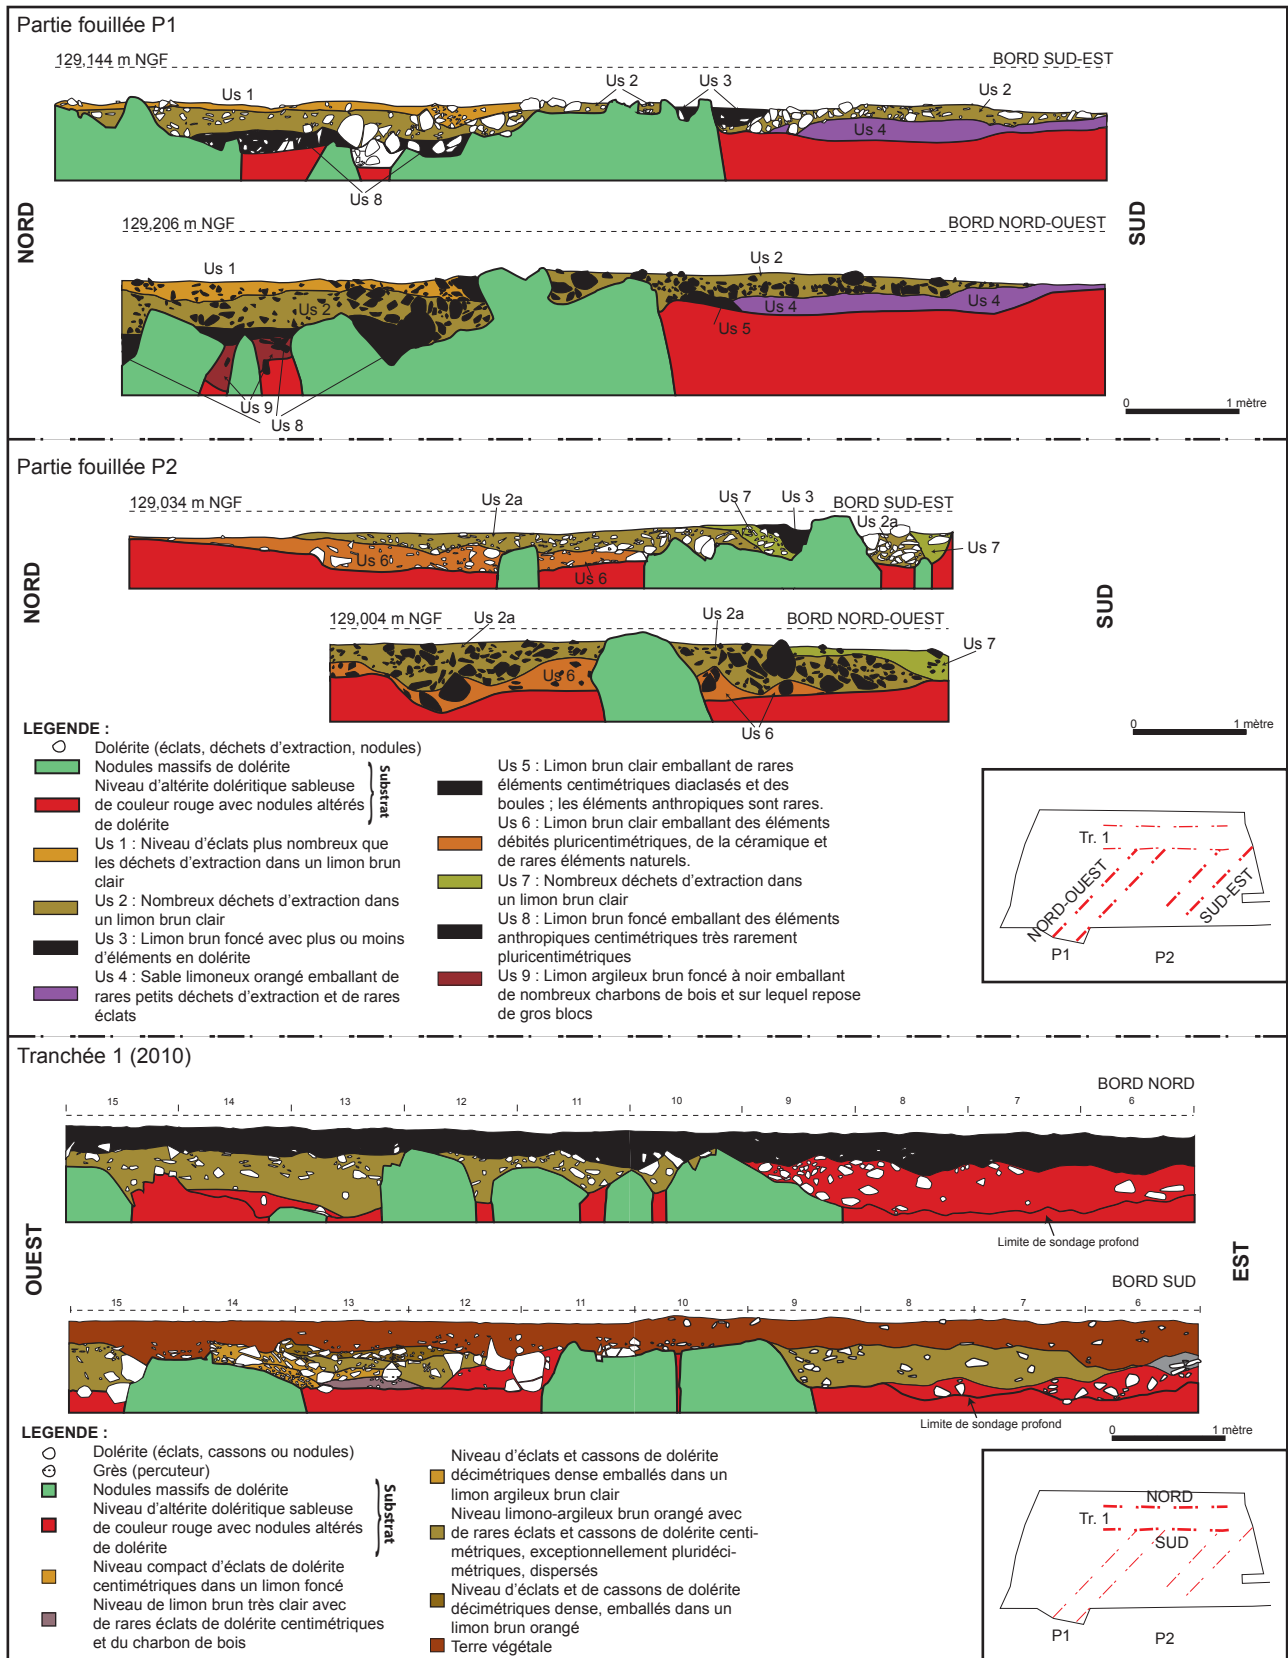 Partie fouillée P1
129,144 m NGF
BORD SUD-EST
Us 1
Us 2
Us 3
Us 2
Us 4
Us 8
NORD
SUD
129,206 m NGF
BORD NORD-OUEST
Us 1
Us 2
Us 2
Us 4
Us 4
Us 5
Us 9
Us 8
0
1 mètre
Partie fouillée P2
129,034 m NGF
BORD SUD-EST
Us 2a
Us 7
Us 3
Us 2a
Us 7
Us 6
Us 6
NORD
SUD
129,004 m NGF
BORD NORD-OUEST
Us 2a
Us 2a
Us 7
Us 6
Us 6
0
1 mètre
LEGENDE :
Dolérite (éclats, déchets d'extraction, nodules)
Nodules massifs de dolérite
Niveau d'altérite doléritique sableuse
de couleur rouge avec nodules altérés
de dolérite
Substrat
Us 1 : Niveau d'éclats plus nombreux que
les déchets d'extraction dans un limon brun
clair
Us 2 : Nombreux déchets d'extraction dans
un limon brun clair
Us 3 : Limon brun foncé avec plus ou moins
d'éléments en dolérite
Us 4 : Sable limoneux orangé emballant de
rares petits déchets d'extraction et de rares
éclats
Us 5 : Limon brun clair emballant de rares
éléments centimétriques diaclasés et des
boules ; les éléments anthropiques sont rares.
Us 6 : Limon brun clair emballant des éléments
débités pluricentimétriques, de la céramique et
de rares éléments naturels.
Us 7 : Nombreux déchets d'extraction dans
un limon brun clair
Us 8 : Limon brun foncé emballant des éléments
anthropiques centimétriques très rarement
pluricentimétriques
Us 9 : Limon argileux brun foncé à noir emballant
de nombreux charbons de bois et sur lequel repose
de gros blocs
Tr. 1
NORD-OUEST
SUD-EST
P1
P2
Tranchée 1 (2010)
BORD NORD
15 14 13 12 11 10 9 8 7 6
Limite de sondage profond
OUEST
EST
BORD SUD
15 14 13 12 11 10 9 8 7 6
Limite de sondage profond
0
1 mètre
LEGENDE :
Dolérite (éclats, cassons ou nodules)
Grès (percuteur)
Nodules massifs de dolérite
Niveau d'altérite doléritique sableuse
de couleur rouge avec nodules altérés
de dolérite
Substrat
Niveau compact d'éclats de dolérite
centimétriques dans un limon foncé
Niveau de limon brun très clair avec
de rares éclats de dolérite centimétriques
et du charbon de bois
Niveau d'éclats et cassons de dolérite
décimétriques dense emballés dans un
limon argileux brun clair
Niveau limono-argileux brun orangé avec
de rares éclats et cassons de dolérite centi-
métriques, exceptionnellement pluridéci-
métriques, dispersés
Niveau d'éclats et de cassons de dolérite
décimétriques dense, emballés dans un
limon brun orangé
Terre végétale
NORD
Tr. 1
SUD
P1
P2